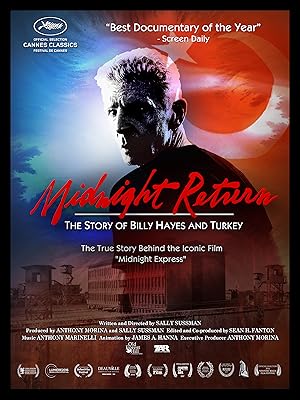 OFFICIAL SELECTION
CANNES CLASSICS
FESTIVAL DE CANNES
"Best Documentary of the Year"
- Screen Daily
Midnight Return
THE STORY OF BILLY HAYES AND TURKEY
The True Story Behind the Iconic Film
"Midnight Express"
Written and Directed by SALLY SUSSMAN
Produced by ANTHONY MORINA and SALLY SUSSMAN Edited and Co-produced by SEAN H. FANTON
Music ANTHONY MARINELLI Animation by JAMES A. HANNA Executive Producer ANTHONY MORINA